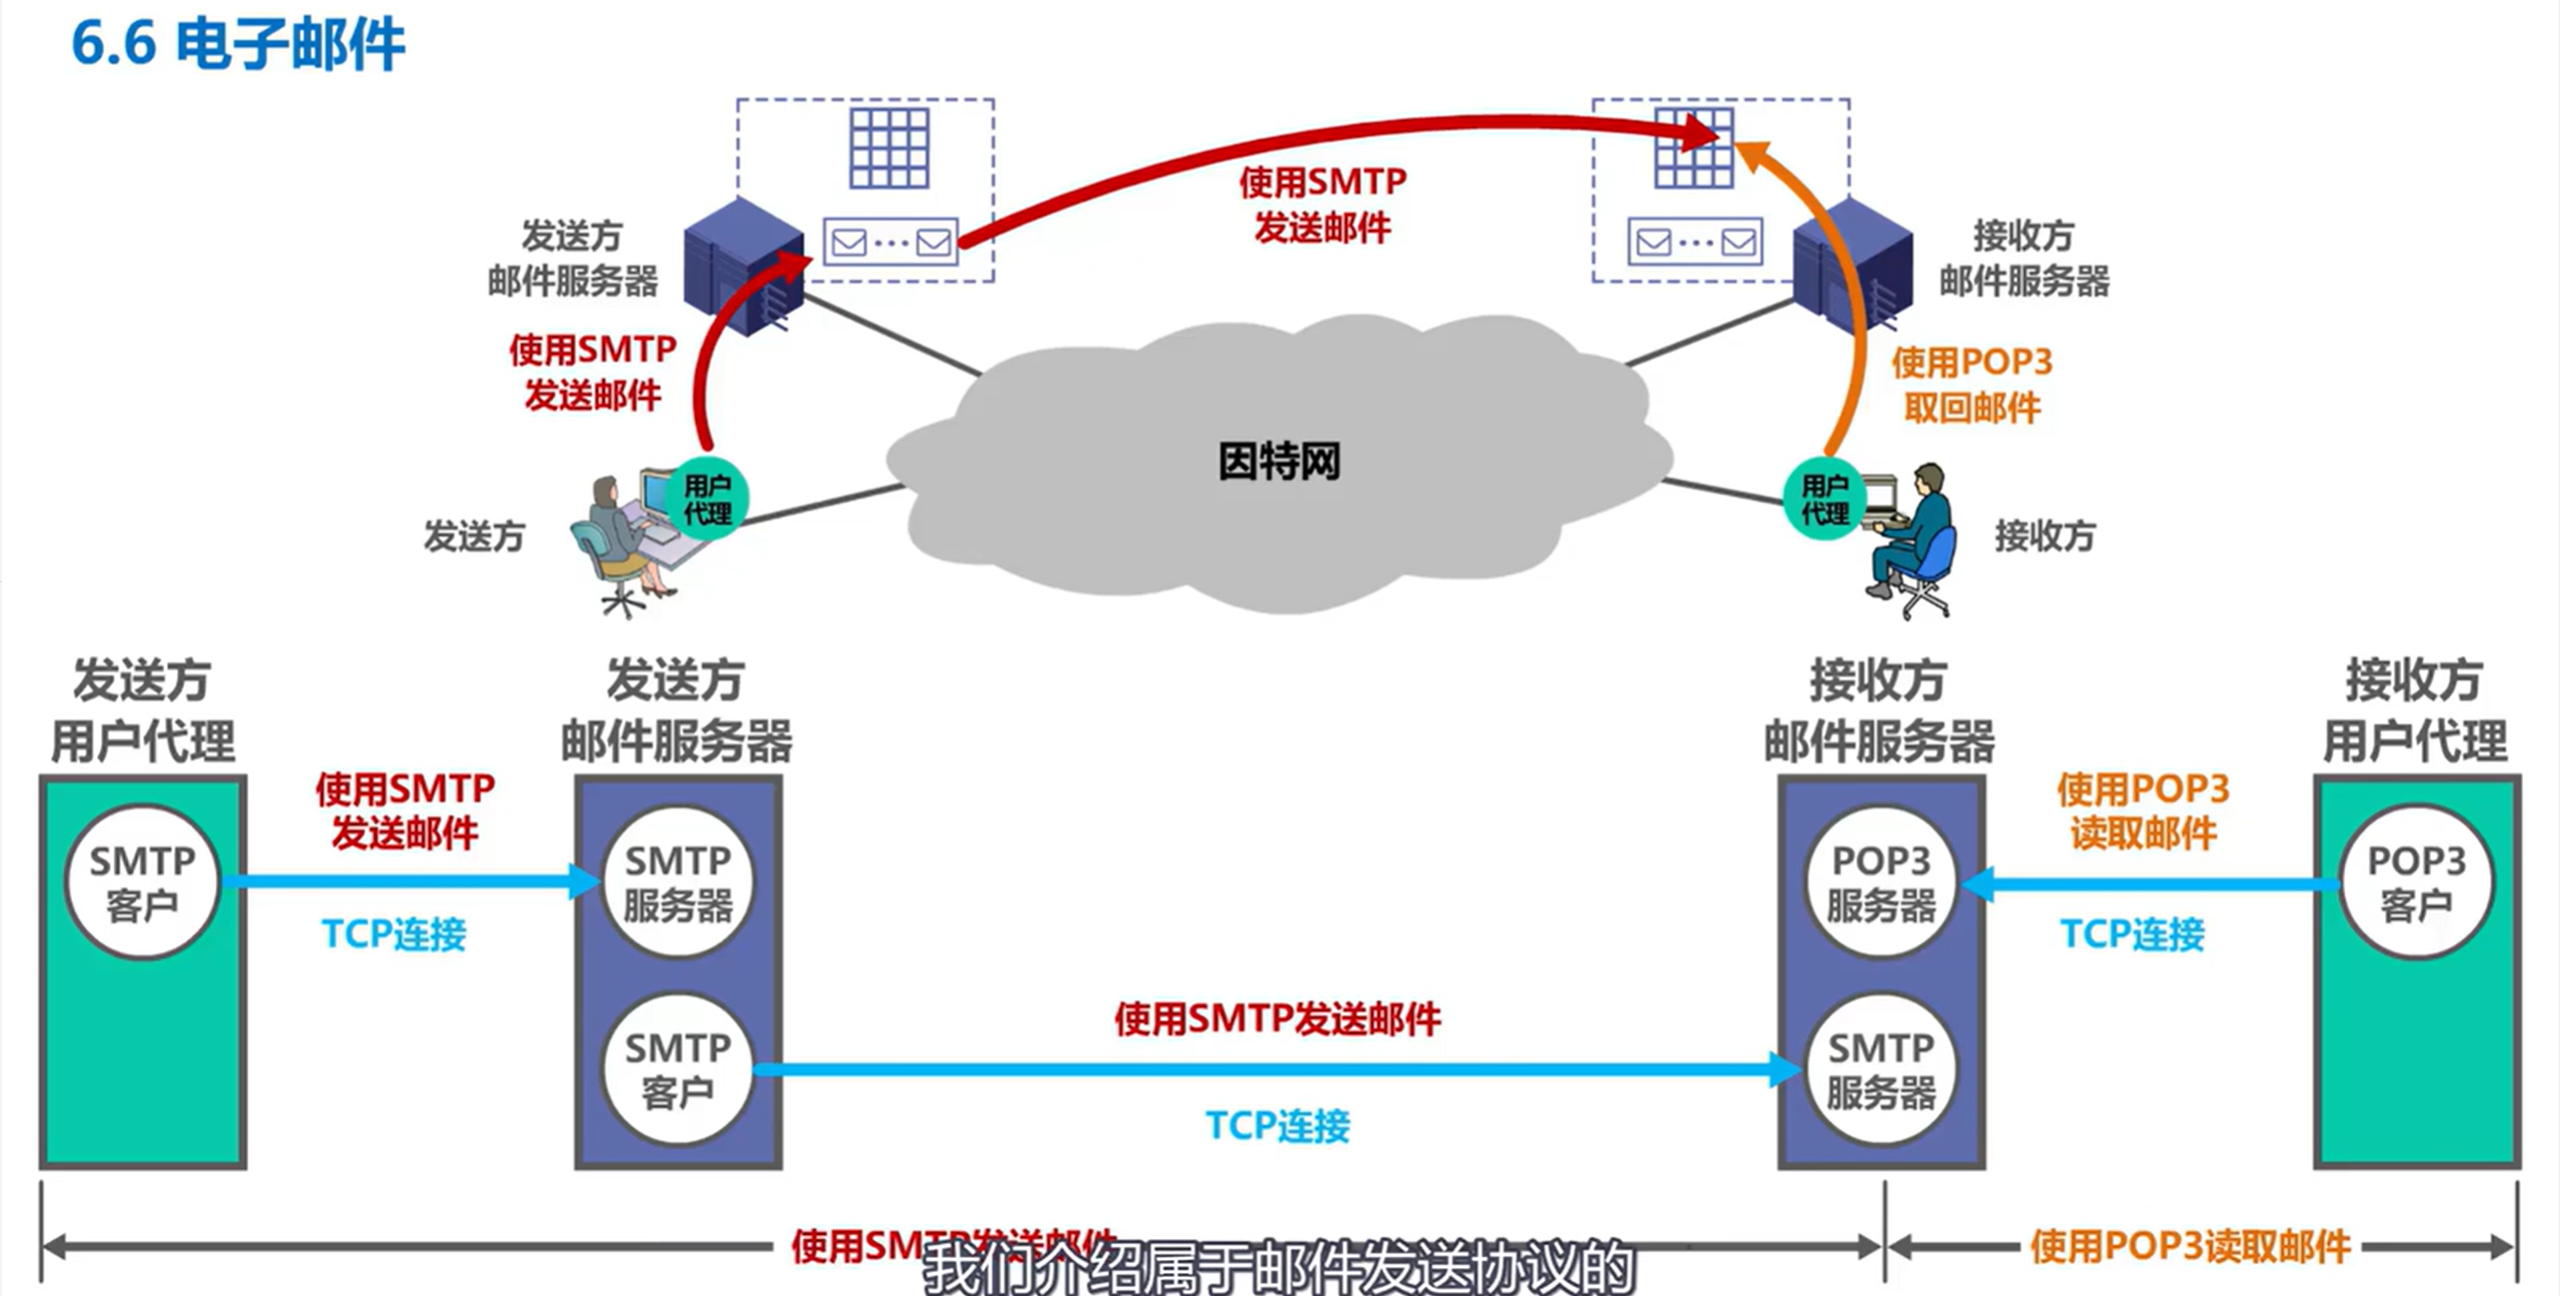 6.6 电子邮件
使用SMTP
发送邮件
发送方
邮件服务器
接收方
邮件服务器
使用SMTP
发送邮件
使用POP3
取回邮件
因特网
用户
代理
用户
代理
发送方
接收方
发送方
用户代理
发送方
邮件服务器
接收方
邮件服务器
接收方
用户代理
使用SMTP
发送邮件
使用POP3
读取邮件
SMTP
客户
SMTP
服务器
POP3
服务器
POP3
客户
TCP连接
TCP连接
使用SMTP发送邮件
SMTP
客户
SMTP
服务器
TCP连接
使用SMTP发送邮件
使用POP3读取邮件
我们介绍属于邮件发送协议的